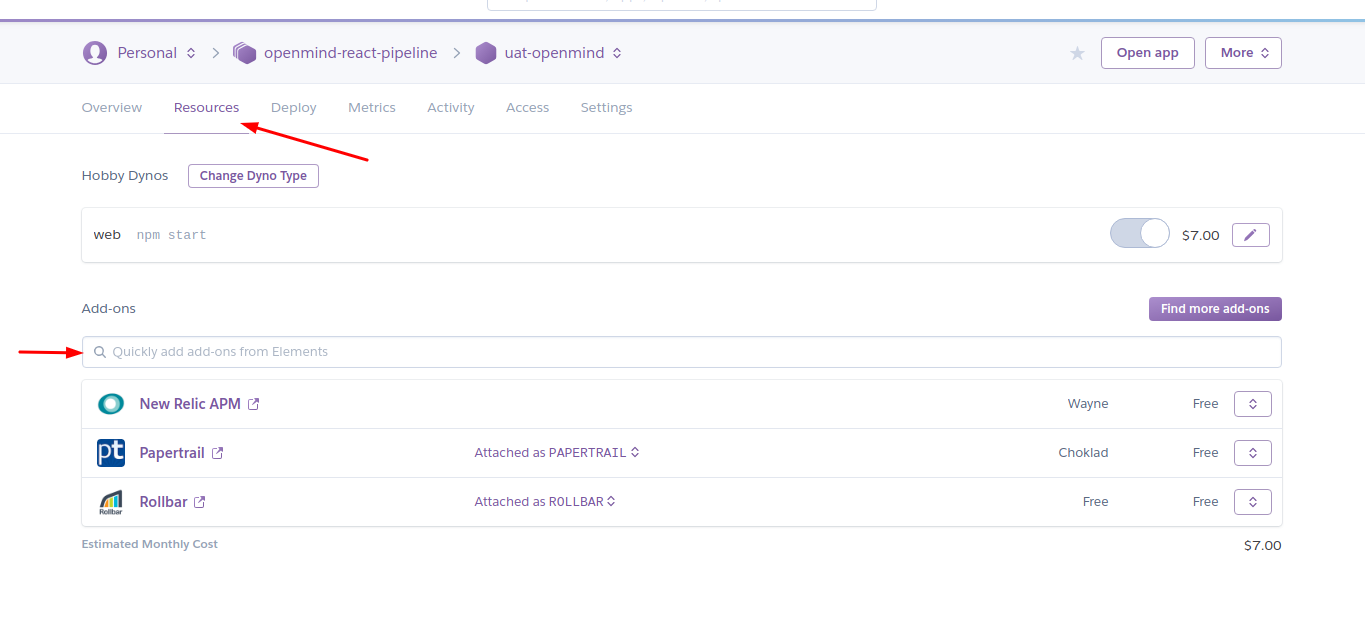 Personal openmind-react-pipeline uat-openmind Open app More
Overview Resources Deploy Metrics Activity Access Settings
Hobby Dynos Change Dyno Type
web npm start $7.00
Add-ons Find more add-ons
Quickly add add-ons from Elements
New Relic APM Wayne Free
pt Papertrail Attached as PAPERTRAIL Choklad Free
Rollbar Rollbar Attached as ROLLBAR Free Free
Estimated Monthly Cost $7.00